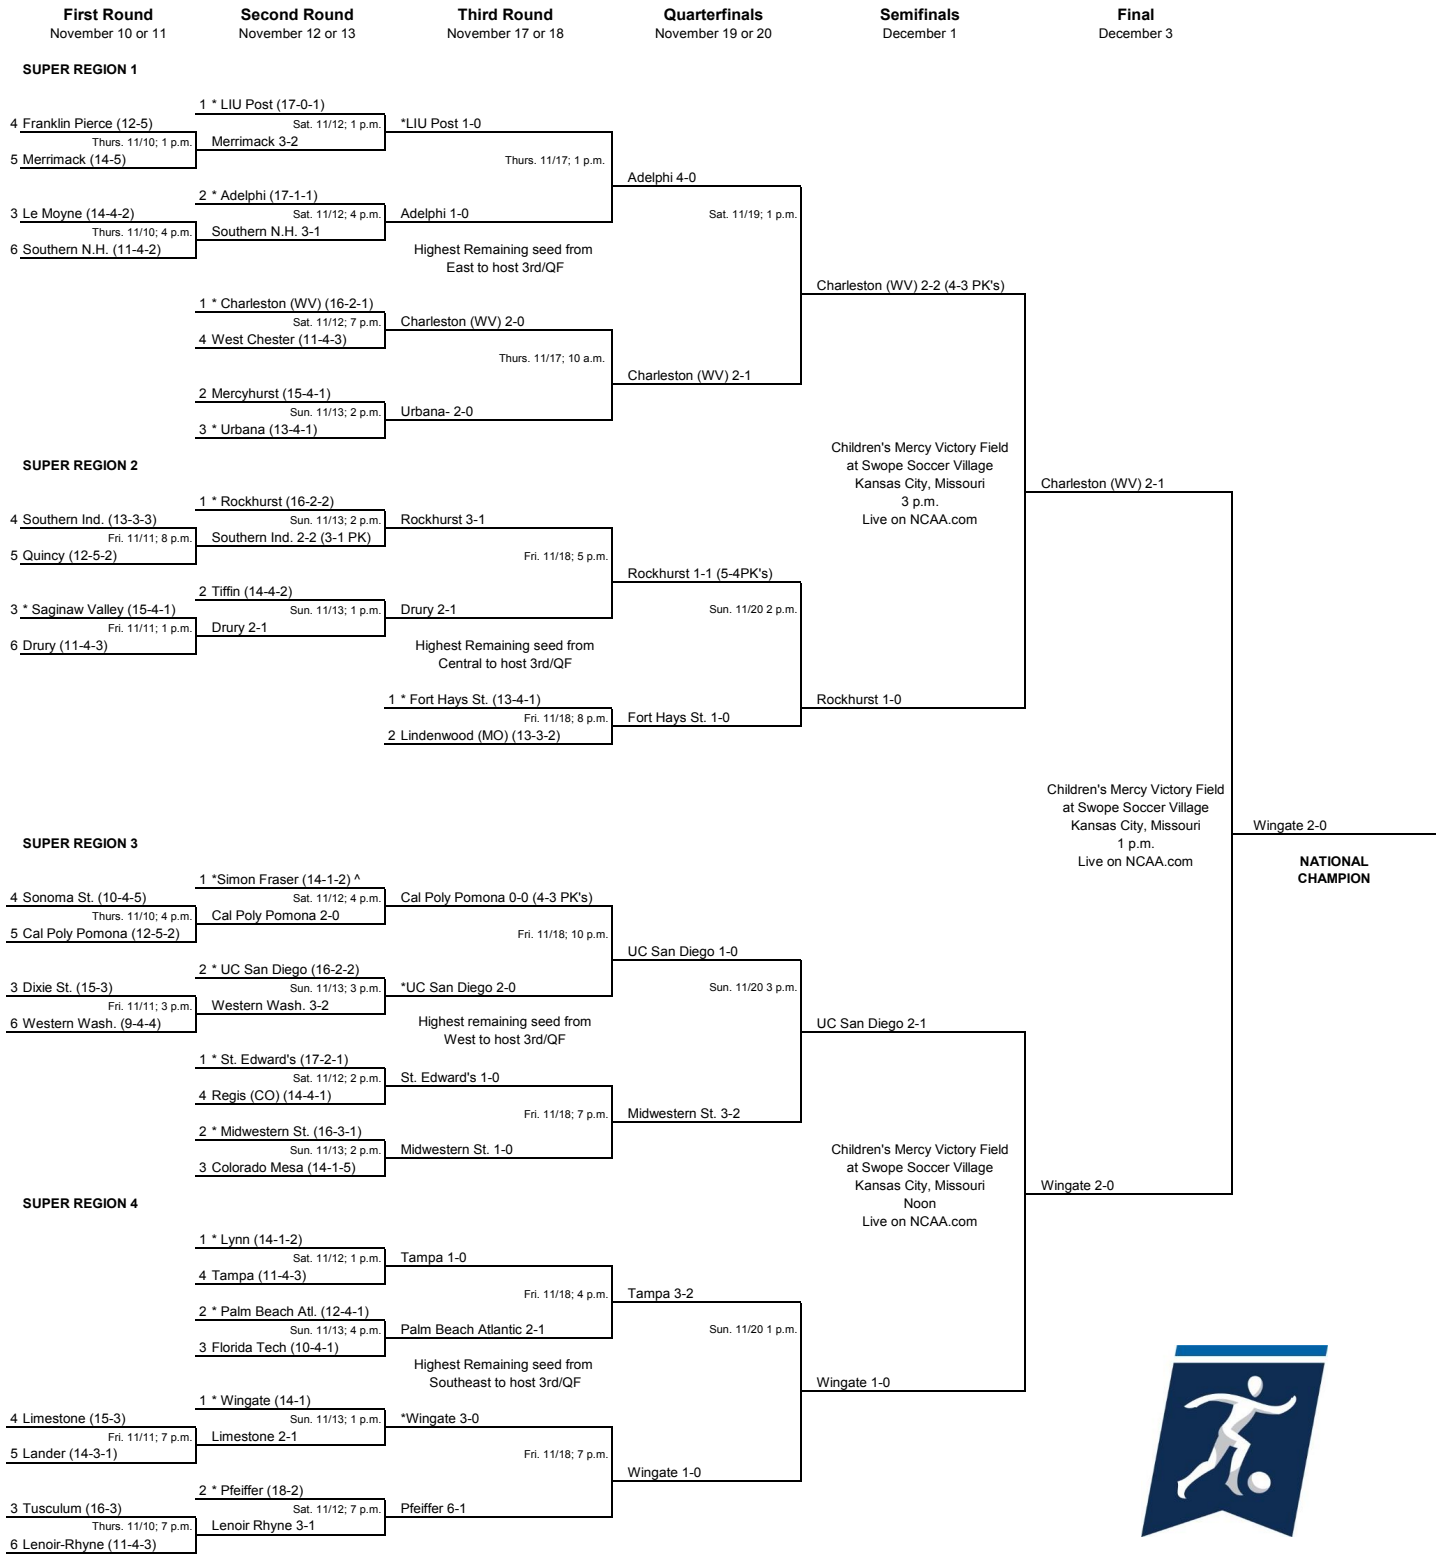 First Round
November 10 or 11
Second Round
November 12 or 13
Third Round
November 17 or 18
Quarterfinals
November 19 or 20
Semifinals
December 1
Final
December 3
SUPER REGION 1
1 * LIU Post (17-0-1)
4 Franklin Pierce (12-5)
Sat. 11/12; 1 p.m.
*LIU Post 1-0
Thurs. 11/10; 1 p.m.
Merrimack 3-2
5 Merrimack (14-5)
Thurs. 11/17; 1 p.m.
Adelphi 4-0
2 * Adelphi (17-1-1)
3 Le Moyne (14-4-2)
Sat. 11/12; 4 p.m.
Adelphi 1-0
Sat. 11/19; 1 p.m.
Thurs. 11/10; 4 p.m.
Southern N.H. 3-1
6 Southern N.H. (11-4-2)
Highest Remaining seed from
East to host 3rd/QF
Charleston (WV) 2-2 (4-3 PK's)
1 * Charleston (WV) (16-2-1)
Sat. 11/12; 7 p.m.
Charleston (WV) 2-0
4 West Chester (11-4-3)
Thurs. 11/17; 10 a.m.
Charleston (WV) 2-1
2 Mercyhurst (15-4-1)
Sun. 11/13; 2 p.m.
Urbana- 2-0
3 * Urbana (13-4-1)
Children's Mercy Victory Field
at Swope Soccer Village
Kansas City, Missouri
3 p.m.
Live on NCAA.com
SUPER REGION 2
Charleston (WV) 2-1
1 * Rockhurst (16-2-2)
4 Southern Ind. (13-3-3)
Sun. 11/13; 2 p.m.
Rockhurst 3-1
Fri. 11/11; 8 p.m.
Southern Ind. 2-2 (3-1 PK)
5 Quincy (12-5-2)
Fri. 11/18; 5 p.m.
Rockhurst 1-1 (5-4PK's)
2 Tiffin (14-4-2)
3 * Saginaw Valley (15-4-1)
Sun. 11/13; 1 p.m.
Drury 2-1
Sun. 11/20 2 p.m.
Fri. 11/11; 1 p.m.
Drury 2-1
6 Drury (11-4-3)
Highest Remaining seed from
Central to host 3rd/QF
1 * Fort Hays St. (13-4-1)
Rockhurst 1-0
Fri. 11/18; 8 p.m.
Fort Hays St. 1-0
2 Lindenwood (MO) (13-3-2)
Children's Mercy Victory Field
at Swope Soccer Village
Kansas City, Missouri
1 p.m.
Live on NCAA.com
Wingate 2-0
NATIONAL
CHAMPION
SUPER REGION 3
1 *Simon Fraser (14-1-2) ^
4 Sonoma St. (10-4-5)
Sat. 11/12; 4 p.m.
Cal Poly Pomona 0-0 (4-3 PK's)
Thurs. 11/10; 4 p.m.
Cal Poly Pomona 2-0
5 Cal Poly Pomona (12-5-2)
Fri. 11/18; 10 p.m.
UC San Diego 1-0
2 * UC San Diego (16-2-2)
3 Dixie St. (15-3)
Sun. 11/13; 3 p.m.
*UC San Diego 2-0
Sun. 11/20 3 p.m.
Fri. 11/11; 3 p.m.
Western Wash. 3-2
6 Western Wash. (9-4-4)
Highest remaining seed from
West to host 3rd/QF
UC San Diego 2-1
1 * St. Edward's (17-2-1)
Sat. 11/12; 2 p.m.
St. Edward's 1-0
4 Regis (CO) (14-4-1)
Fri. 11/18; 7 p.m.
Midwestern St. 3-2
2 * Midwestern St. (16-3-1)
Sun. 11/13; 2 p.m.
Midwestern St. 1-0
3 Colorado Mesa (14-1-5)
Children's Mercy Victory Field
at Swope Soccer Village
Kansas City, Missouri
Noon
Live on NCAA.com
Wingate 2-0
SUPER REGION 4
1 * Lynn (14-1-2)
Sat. 11/12; 1 p.m.
Tampa 1-0
4 Tampa (11-4-3)
Fri. 11/18; 4 p.m.
Tampa 3-2
2 * Palm Beach Atl. (12-4-1)
Sun. 11/13; 4 p.m.
Palm Beach Atlantic 2-1
Sun. 11/20 1 p.m.
3 Florida Tech (10-4-1)
Highest Remaining seed from
Southeast to host 3rd/QF
Wingate 1-0
1 * Wingate (14-1)
4 Limestone (15-3)
Sun. 11/13; 1 p.m.
*Wingate 3-0
Fri. 11/11; 7 p.m.
Limestone 2-1
5 Lander (14-3-1)
Fri. 11/18; 7 p.m.
Wingate 1-0
2 * Pfeiffer (18-2)
3 Tusculum (16-3)
Sat. 11/12; 7 p.m.
Pfeiffer 6-1
Thurs. 11/10; 7 p.m.
Lenoir Rhyne 3-1
6 Lenoir-Rhyne (11-4-3)